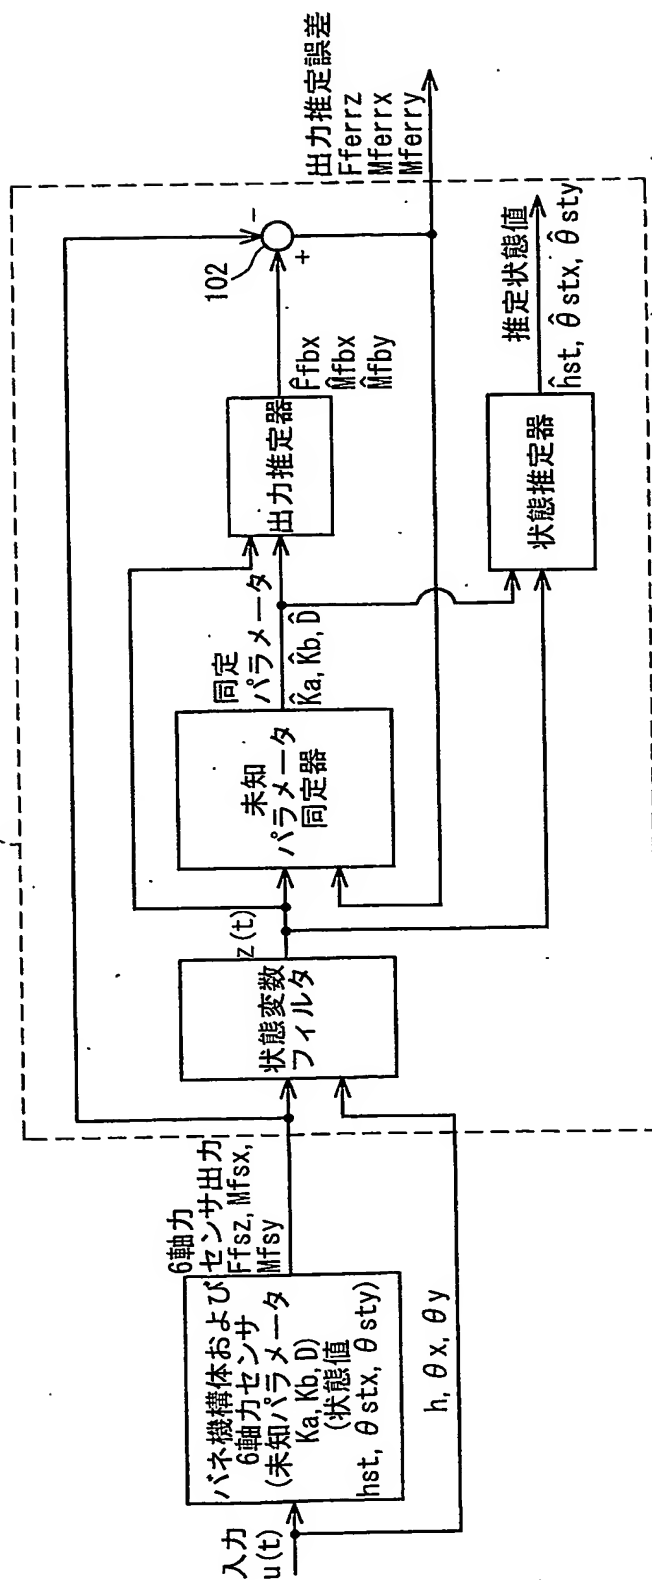 入力
u(t)
バネ機構体および
6軸力センサ
(未知パラメータ
Ka, Kb, D)
(状態値
hst, θstx, θsty)
6軸力
センサ出力
Ffsz, Mfsx,
Mfsy
h, θx, θy
状態変数
フィルタ
z(t)
未知
パラメータ
同定器
同定
パラメータ
K̂a, K̂b, D̂
出力推定器
F̂fbx
M̂fbx
M̂fby
102
-
+
出力推定誤差
Fferrz
Mferrx
Mferry
状態推定器
推定状態値
ĥst, θ̂stx, θ̂sty